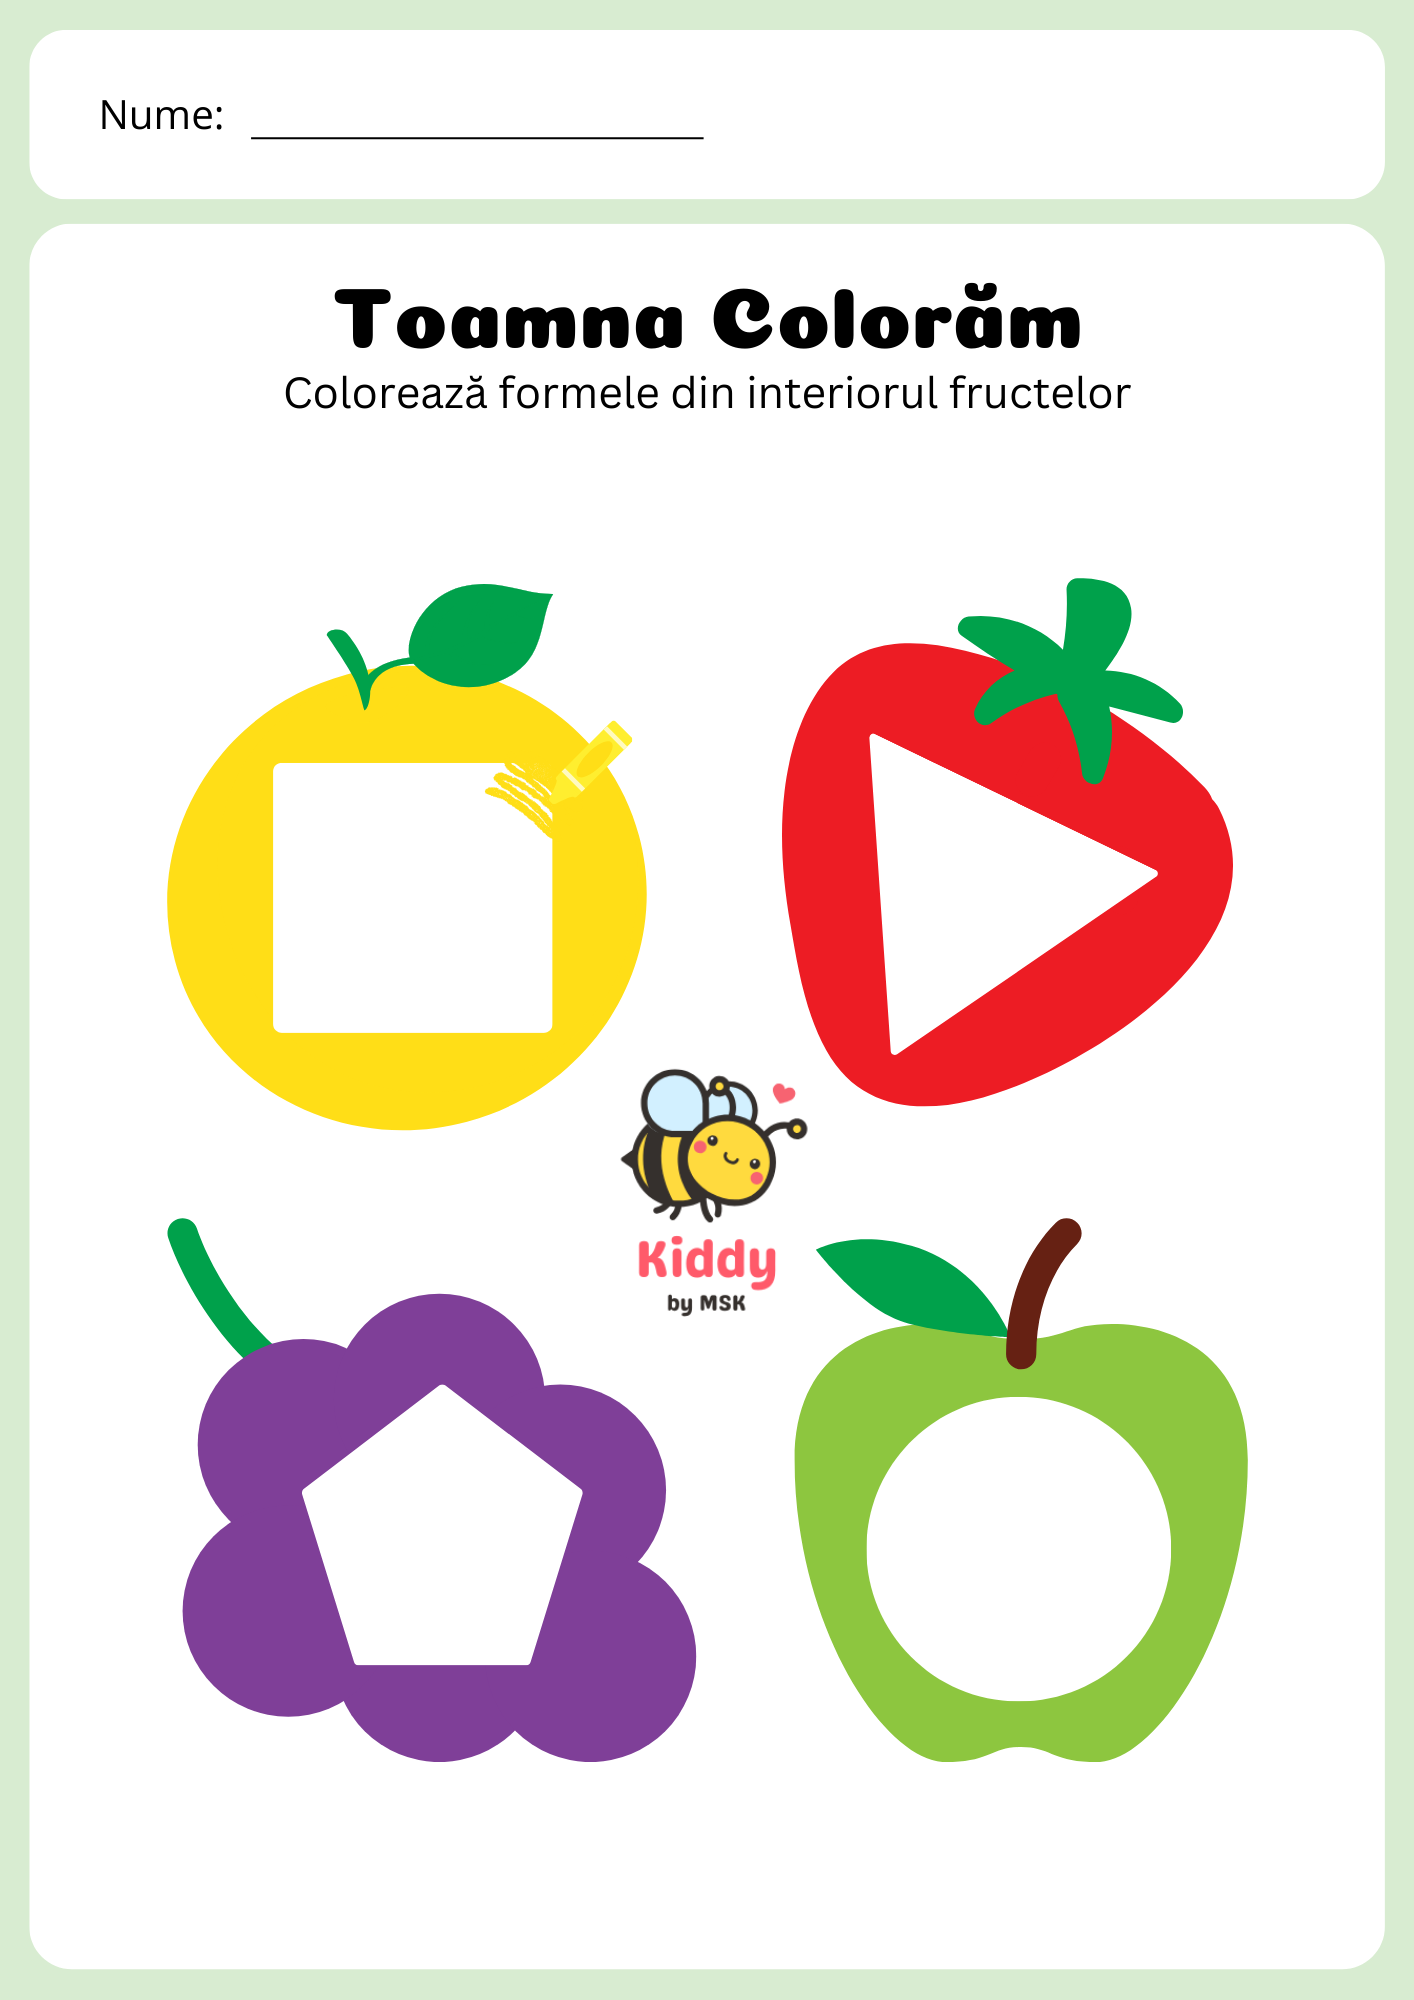 Nume:
Toamna Colorăm
Colorează formele din interiorul fructelor
Kiddy
by MSK